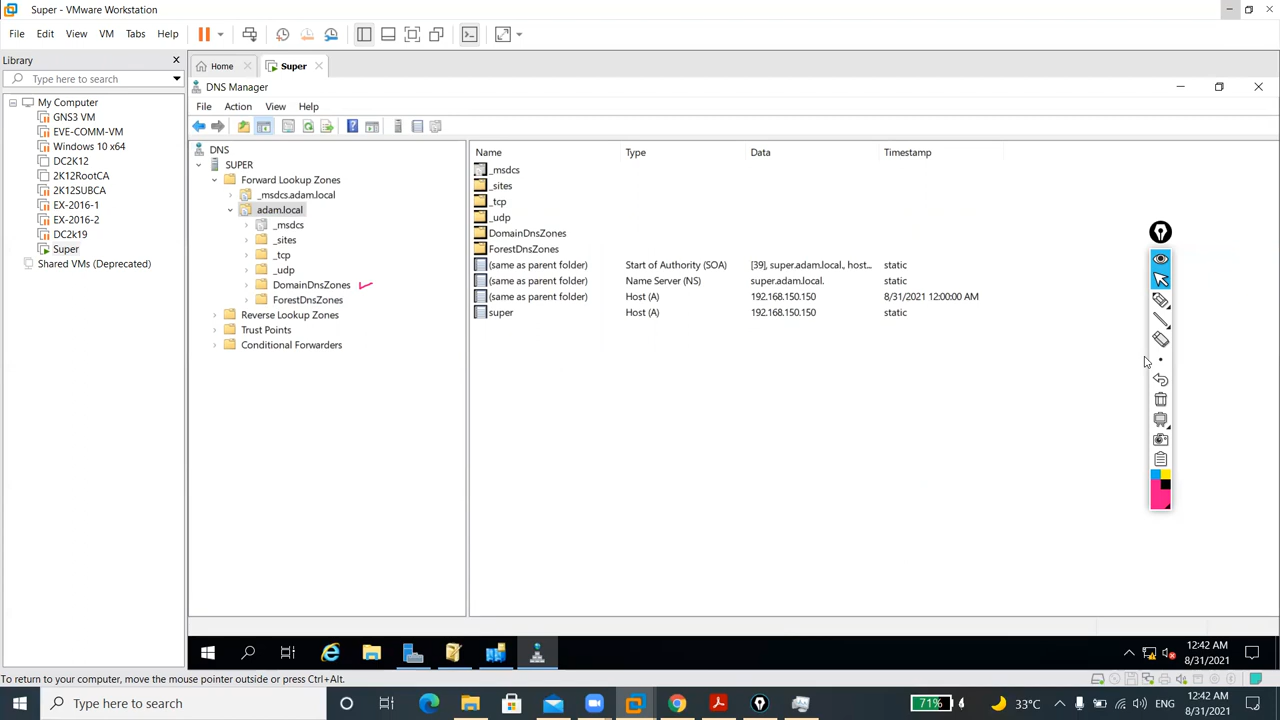 Super - VMware Workstation
File Edit View VM Tabs Help
Library
Type here to search
My Computer
GNS3 VM
EVE-COMM-VM
Windows 10 x64
DC2K12
2K12RootCA
2K12SUBCA
EX-2016-1
EX-2016-2
DC2k19
Super
Shared VMs (Deprecated)
Home Super
DNS Manager
File Action View Help
DNS
SUPER
Forward Lookup Zones
_msdcs.adam.local
adam.local
_msdcs
_sites
_tcp
_udp
DomainDnsZones
ForestDnsZones
Reverse Lookup Zones
Trust Points
Conditional Forwarders
Name Type Data Timestamp
_msdcs
_sites
_tcp
_udp
DomainDnsZones
ForestDnsZones
(same as parent folder) Start of Authority (SOA) [39], super.adam.local., host... static
(same as parent folder) Name Server (NS) super.adam.local. static
(same as parent folder) Host (A) 192.168.150.150 8/31/2021 12:00:00 AM
super Host (A) 192.168.150.150 static
12:42 AM
8/31/2021
To return to your computer, move the mouse pointer outside or press Ctrl+Alt.
Type here to search
71% 4 33°C ENG 12:42 AM
8/31/2021